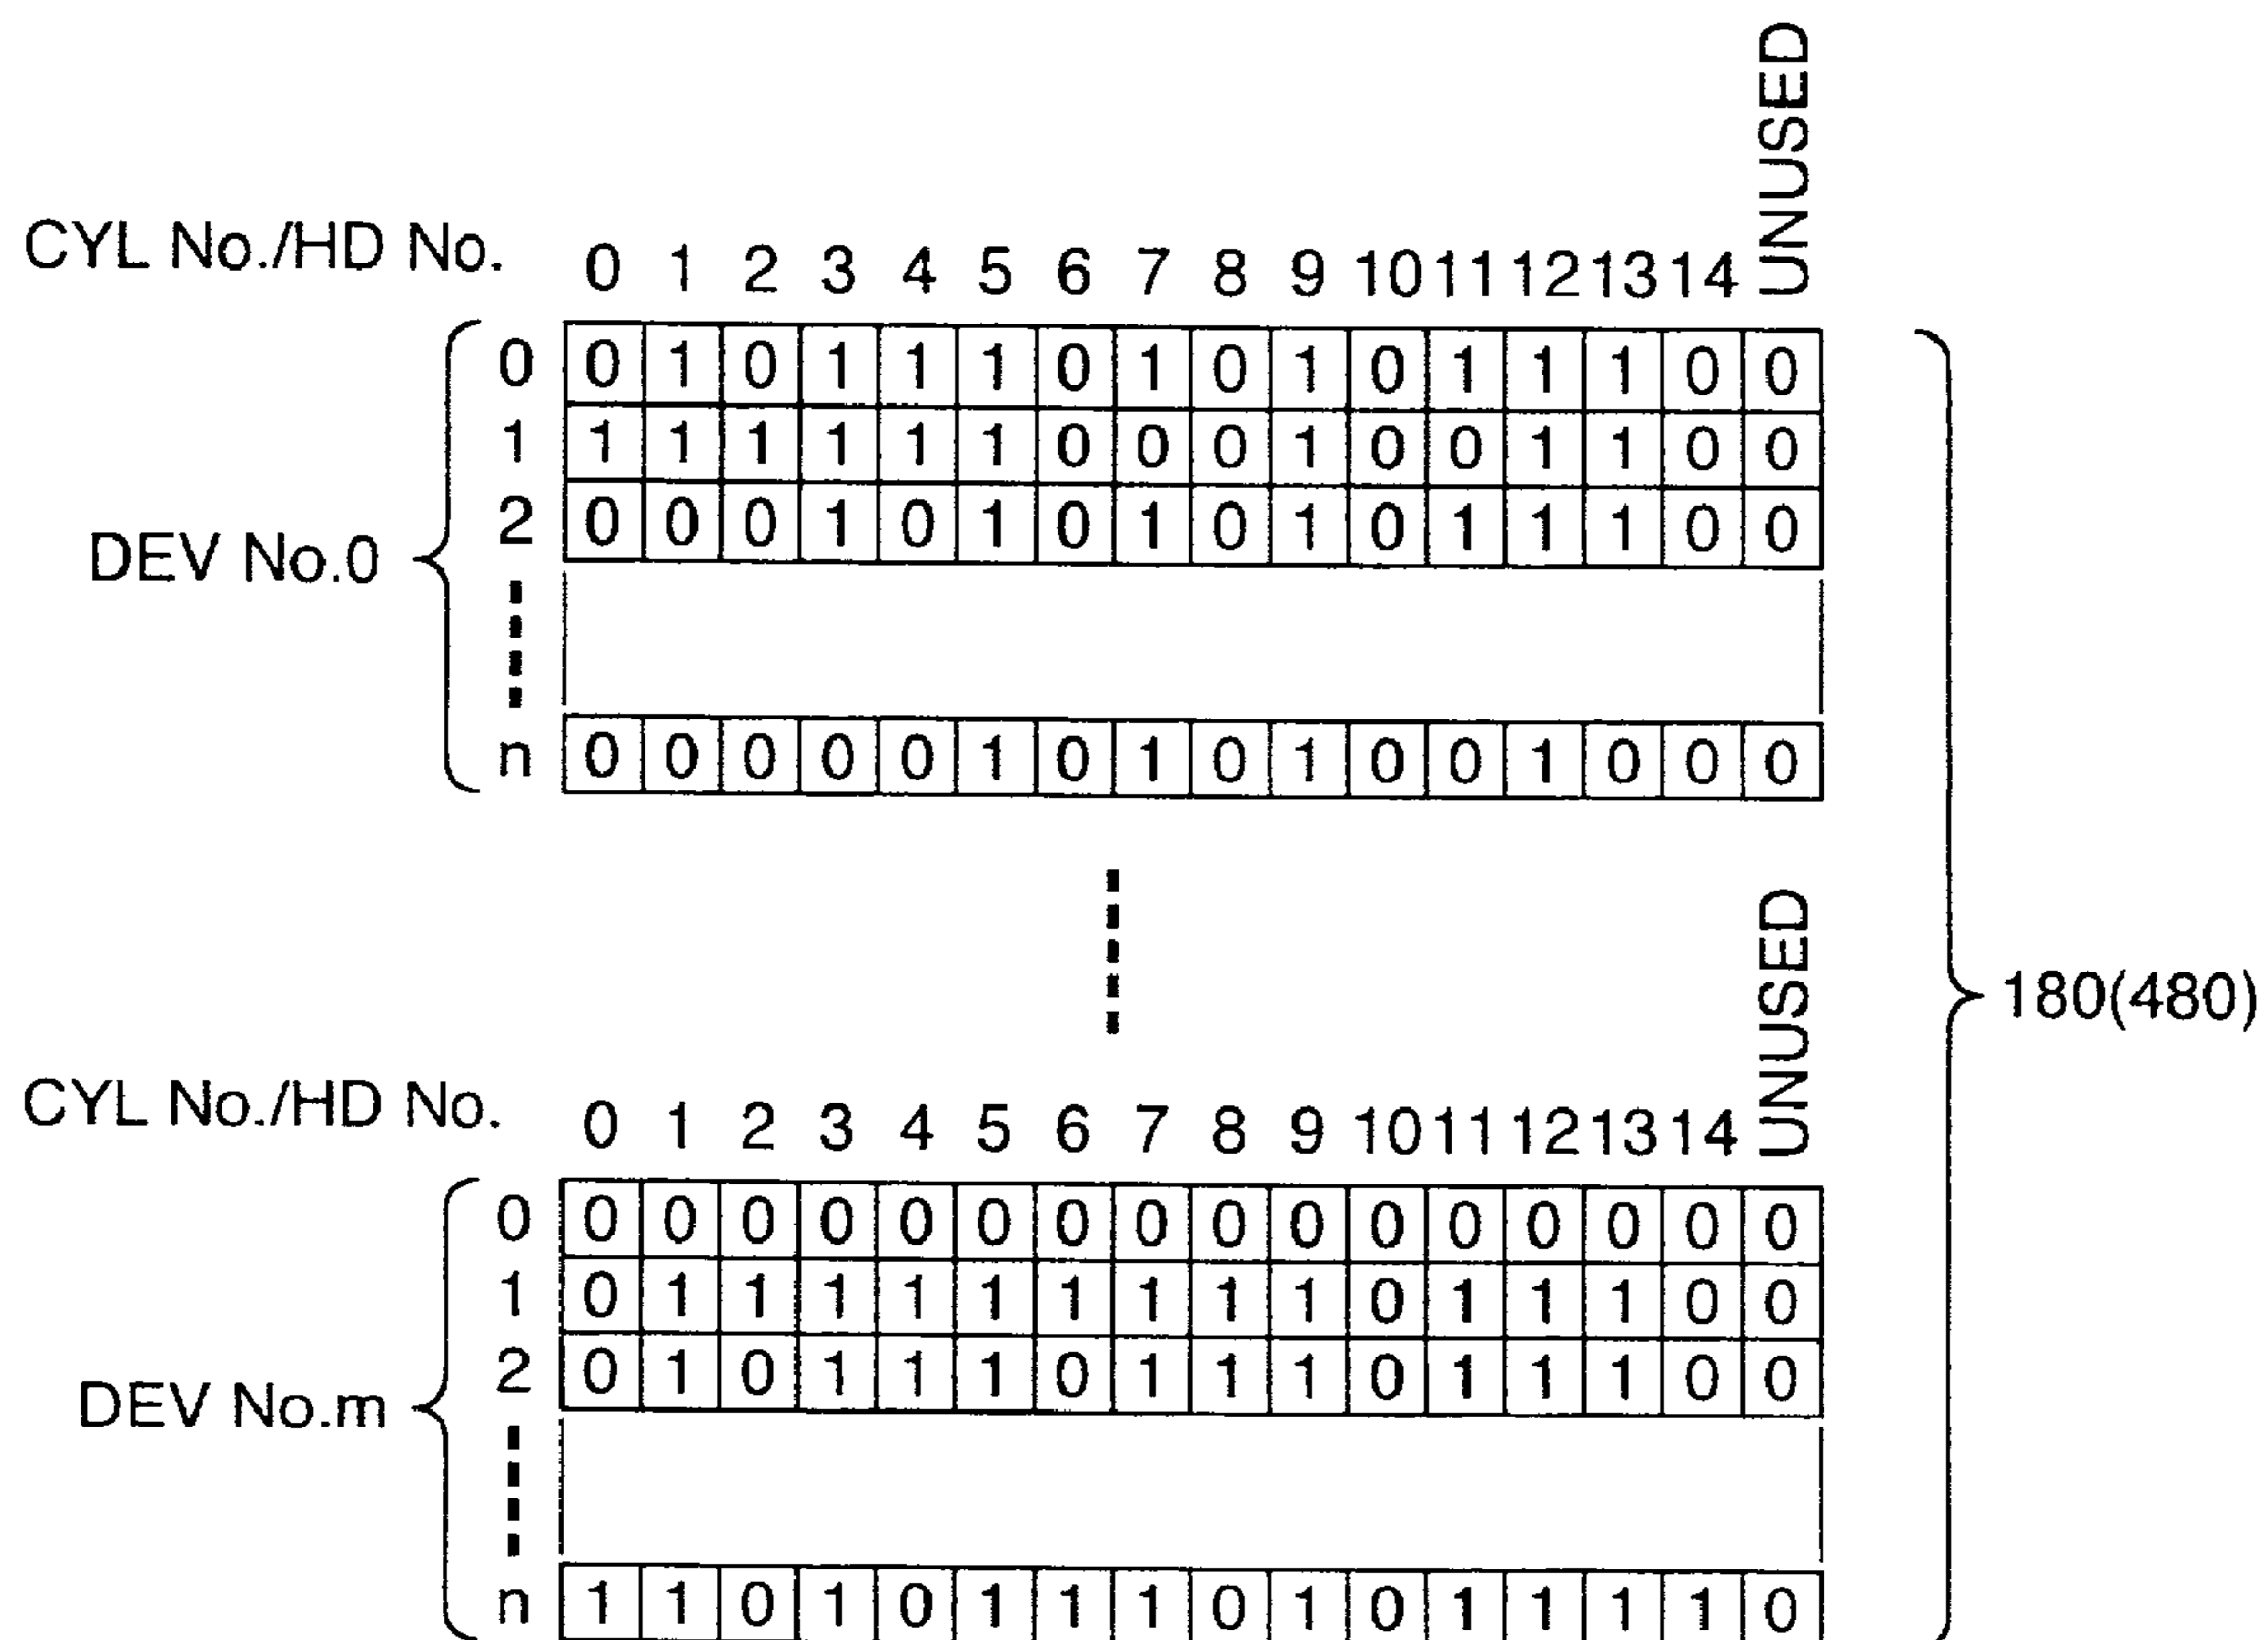 UNUSED
CYL No./HD No. 0 1 2 3 4 5 6 7 8 9 10 11 12 13 14
0 0 1 0 1 1 1 0 1 0 1 0 1 1 1 0 0
1 1 1 1 1 1 1 0 0 0 1 0 0 1 1 0 0
2 0 0 0 1 0 1 0 1 0 1 0 1 1 1 0 0
DEV No.0
n 0 0 0 0 0 1 0 1 0 1 0 0 1 0 0 0
UNUSED
180(480)
CYL No./HD No. 0 1 2 3 4 5 6 7 8 9 10 11 12 13 14
0 0 0 0 0 0 0 0 0 0 0 0 0 0 0 0 0
1 0 1 1 1 1 1 1 1 1 1 0 1 1 1 0 0
2 0 1 0 1 1 1 0 1 1 1 0 1 1 1 0 0
DEV No.m
n 1 1 0 1 0 1 1 1 0 1 0 1 1 1 1 0